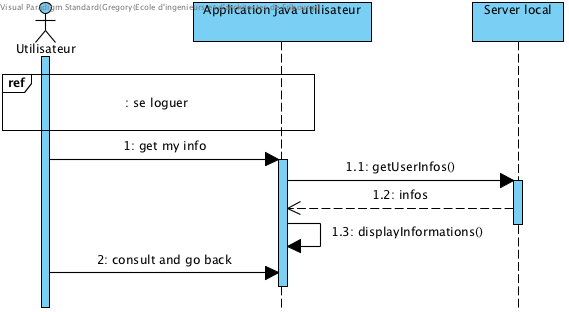 Visual Paradigm Standard(Gregory(Ecole d'ingenieurs
Application java utilisateur
Server local
Utilisateur
ref
: se loguer
1: get my info
1.1: getUserInfos()
1.2: infos
1.3: displayInformations()
2: consult and go back